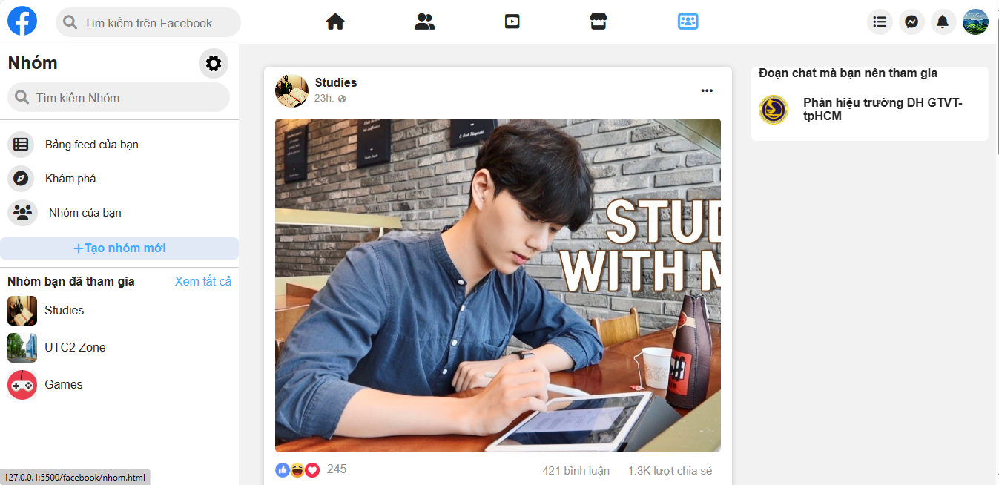 Tìm kiếm trên Facebook
Nhóm
Tìm kiếm Nhóm
Bảng feed của bạn
Khám phá
Nhóm của bạn
+Tạo nhóm mới
Nhóm bạn đã tham gia
Xem tất cả
Studies
UTC2 Zone
Games
127.0.0.1:5500/facebook/nhom.html
Studies
23h.
STUD
WITH M
245
421 bình luận
1.3K lượt chia sẻ
Đoạn chat mà bạn nên tham gia
Phân hiệu trường ĐH GTVT-
tpHCM